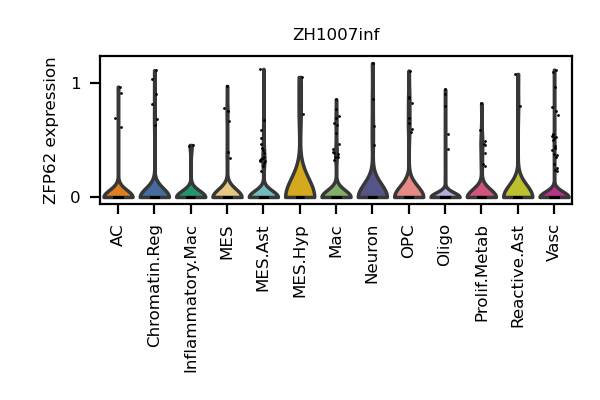 ZH1007inf
ZFP62 expression
1
0
AC
Chromatin.Reg
Inflammatory.Mac
MES
MES.Ast
MES.Hyp
Mac
Neuron
OPC
Oligo
Prolif.Metab
Reactive.Ast
Vasc